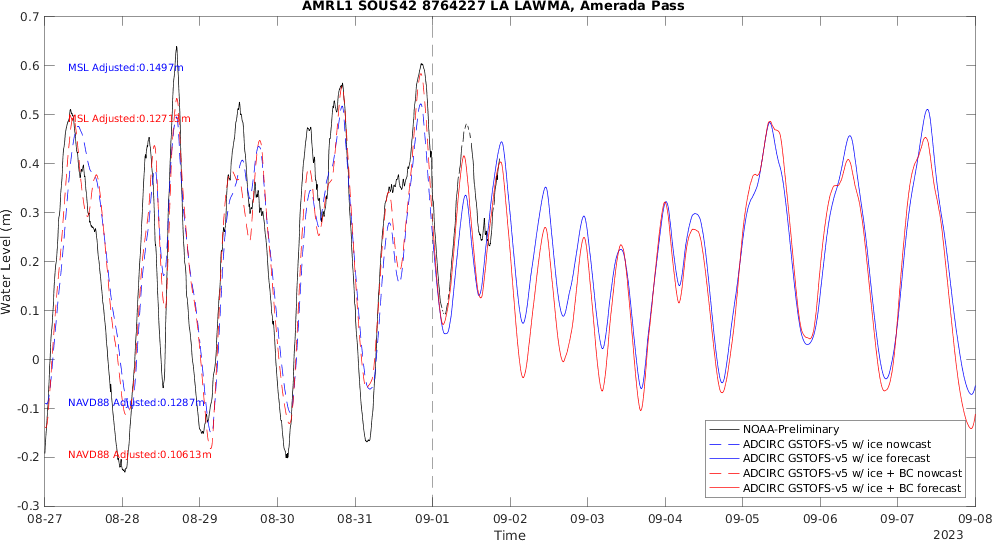 AMRL1 SOUS42 8764227 LA LAWMA, Amerada Pass
Water Level (m)
0.7
0.6
0.5
0.4
0.3
0.2
0.1
0
-0.1
-0.2
-0.3
MSL Adjusted:0.1497m
NAVD88 Adjusted:0.1287m
NAVD88 Adjusted:0.10613m
NOAA-Preliminary
ADCIRC GSTOFS-v5 w/ ice nowcast
ADCIRC GSTOFS-v5 w/ ice forecast
ADCIRC GSTOFS-v5 w/ ice + BC nowcast
ADCIRC GSTOFS-v5 w/ ice + BC forecast
08-27 08-28 08-29 08-30 08-31 09-01 09-02 09-03 09-04 09-05 09-06 09-07 09-08
Time
2023